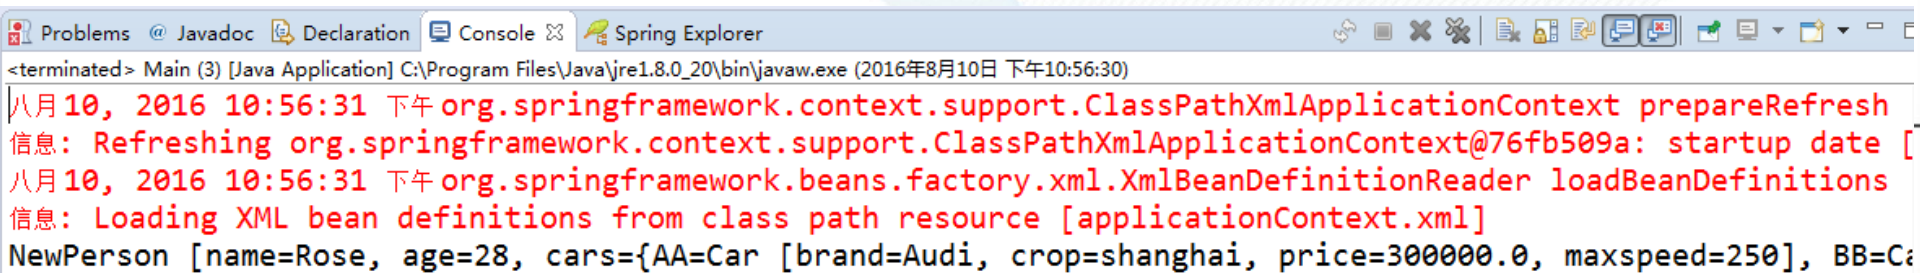 Problems @ Javadoc Declaration Console Spring Explorer
<terminated> Main (3) [Java Application] C:\Program Files\Java\jre1.8.0_20\bin\javaw.exe (2016年8月10日 下午10:56:30)
八月 10, 2016 10:56:31 下午 org.springframework.context.support.ClassPathXmlApplicationContext prepareRefresh
信息: Refreshing org.springframework.context.support.ClassPathXmlApplicationContext@76fb509a: startup date [
八月 10, 2016 10:56:31 下午 org.springframework.beans.factory.xml.XmlBeanDefinitionReader loadBeanDefinitions
信息: Loading XML bean definitions from class path resource [applicationContext.xml]
NewPerson [name=Rose, age=28, cars={AA=Car [brand=Audi, crop=shanghai, price=300000.0, maxspeed=250], BB=Ca